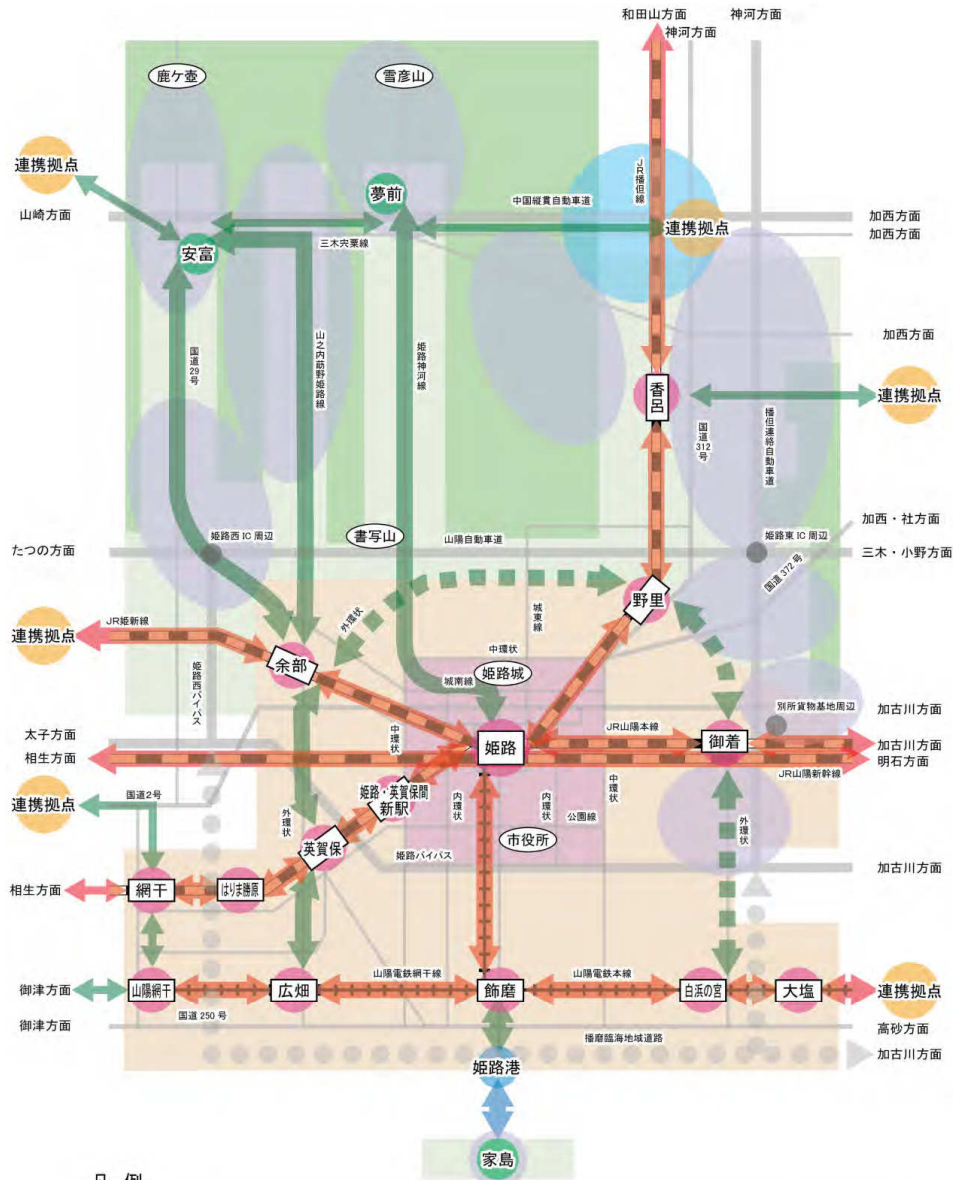 和田山方面
神河方面
神河方面
鹿ケ壺
雪彦山
連携拠点
夢前
中国縦貫自動車道
JR播但線
山崎方面
加西方面
連携拠点
加西方面
安富
三木宍粟線
国道29号
山之内莇野姫路線
姫路神河線
加西方面
香呂
連携拠点
国道312号
播但連絡自動車道
姫路西IC周辺
書写山
山陽自動車道
加西・社方面
姫路東IC周辺
たつの方面
三木・小野方面
国道372号
野里
外環状
城東線
連携拠点
JR姫新線
中環状
余部
姫路城
城南線
姫路西バイパス
別所貨物基地周辺
加古川方面
太子方面
中環状
姫路
JR山陽本線
御着
加古川方面
相生方面
明石方面
JR山陽新幹線
連携拠点
国道2号
姫路・英賀保間
新駅
内環状
内環状
中環状
公園線
外環状
外環状
英賀保
姫路バイパス
市役所
加古川方面
相生方面
網干
はりま勝原
山陽電鉄網干線
山陽電鉄本線
御津方面
山陽網干
広畑
飾磨
白浜の宮
大塩
連携拠点
国道250号
御津方面
高砂方面
播磨臨海地域道路
加古川方面
姫路港
家島
凡 例